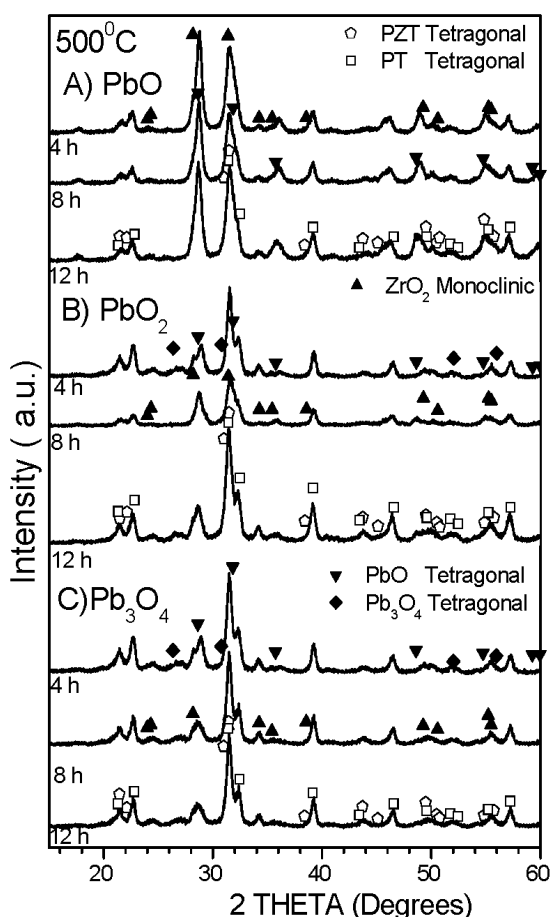 500⁰C
PZT Tetragonal
PT Tetragonal
A) PbO
4 h
8 h
12 h
ZrO₂ Monoclinic
B) PbO₂
4 h
8 h
12 h
PbO Tetragonal
Pb₃O₄ Tetragonal
C)Pb₃O₄
4 h
8 h
12 h
Intensity ( a.u.)
20 30 40 50 60
2 THETA (Degrees)